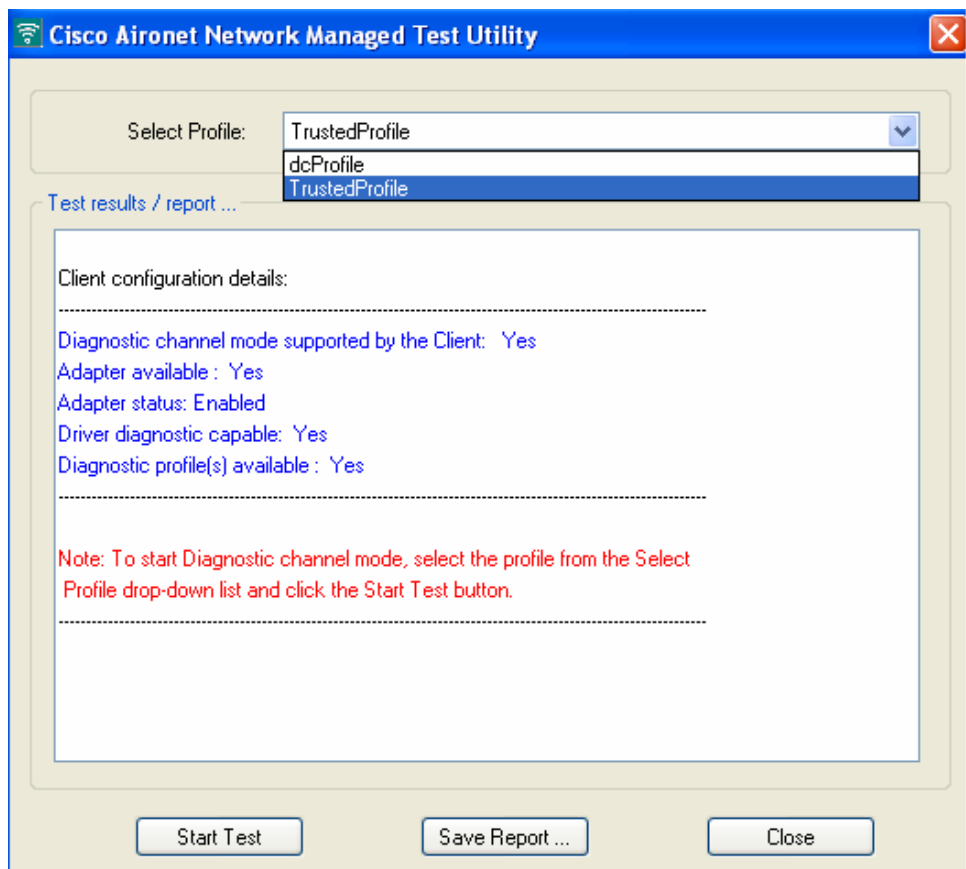 Cisco Aironet Network Managed Test Utility
Select Profile: TrustedProfile
dcProfile
TrustedProfile
Test results / report ...
Client configuration details:
Diagnostic channel mode supported by the Client: Yes
Adapter available : Yes
Adapter status: Enabled
Driver diagnostic capable: Yes
Diagnostic profile(s) available : Yes
Note: To start Diagnostic channel mode, select the profile from the Select
Profile drop-down list and click the Start Test button.
Start Test Save Report ... Close